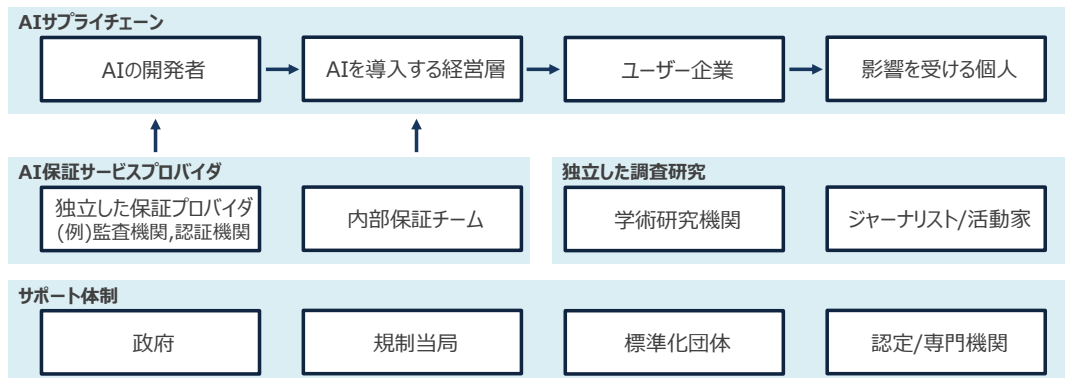 AIサプライチェーン
AIの開発者
AIを導入する経営層
ユーザー企業
影響を受ける個人
AI保証サービスプロバイダ
独立した保証プロバイダ
(例)監査機関,認証機関
内部保証チーム
独立した調査研究
学術研究機関
ジャーナリスト/活動家
サポート体制
政府
規制当局
標準化団体
認定/専門機関